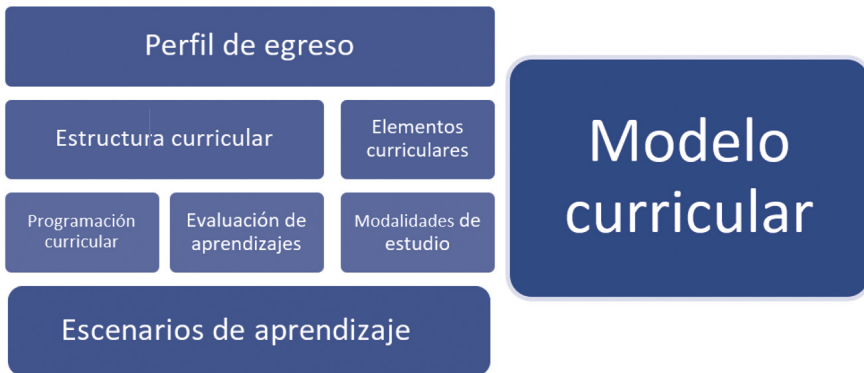 Perfil de egreso
Estructura curricular
Elementos
curriculares
Programación
curricular
Evaluación de
aprendizajes
Modalidades de
estudio
Escenarios de aprendizaje
Modelo
curricular